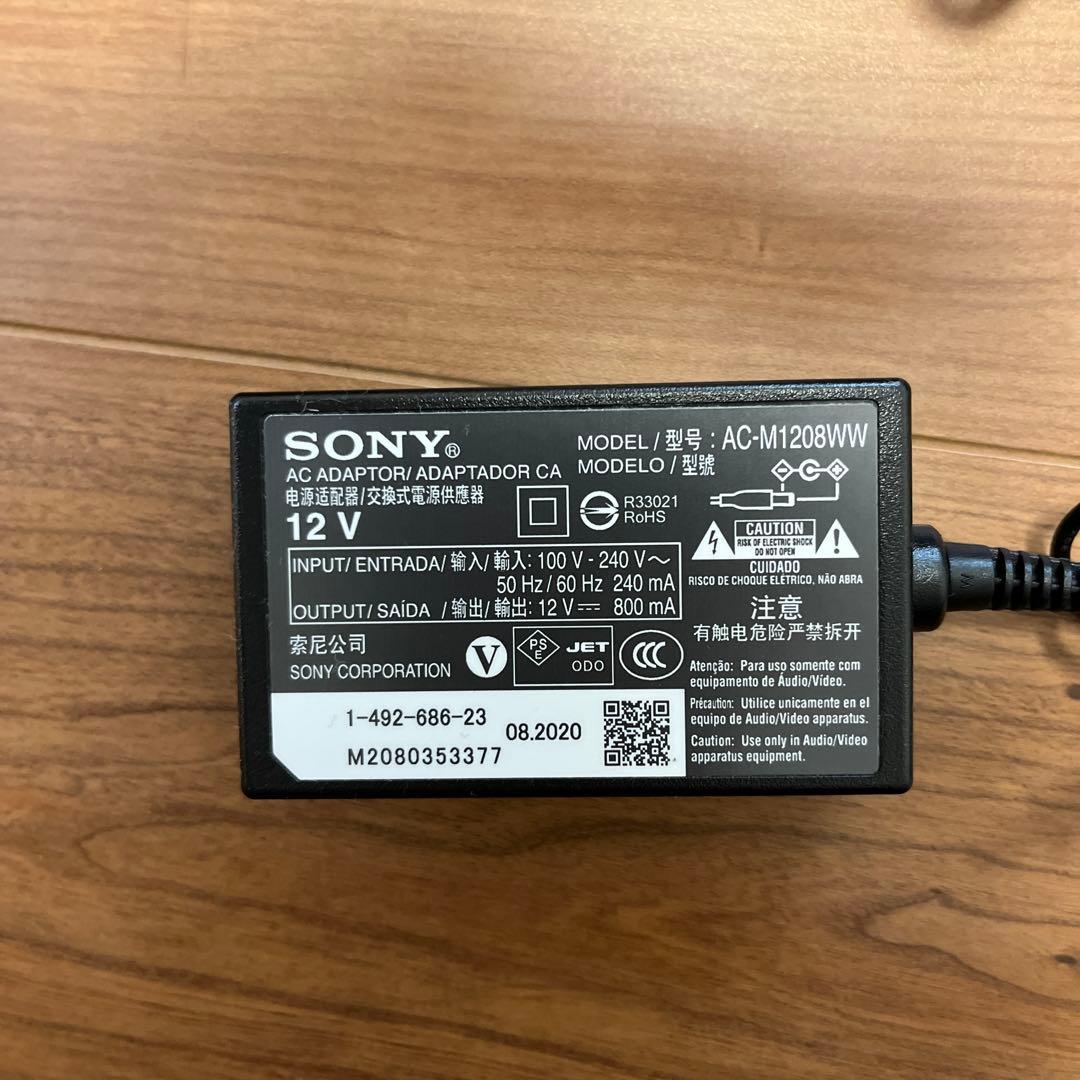 SONY®
AC ADAPTOR/ ADAPTADOR CA
电源适配器/交換式電源供應器
12 V
MODEL / 型号 : AC-M1208WW
MODELO / 型號
R33021
RoHS
INPUT/ ENTRADA/ 输入/ 輸入: 100 V - 240 V～
50 Hz / 60 Hz 240 mA
OUTPUT/ SAÍDA / 输出/ 輸出: 12 V⎓ 800 mA
CAUTION
RISK OF ELECTRIC SHOCK
DO NOT OPEN
CUIDADO
RISCO DE CHOQUE ELÉTRICO, NÃO ABRA
注意
有触电危险严禁拆开
索尼公司
SONY CORPORATION
V
PS
E
JET
ODO
CCC
Atenção: Para uso somente com
equipamento de Áudio/Vídeo.
Précaution: Utilice unicamente en el
equipo de Audio/Video apparatus.
Caution: Use only in Audio/Video
apparatus equipment.
1-492-686-23
08.2020
M2080353377